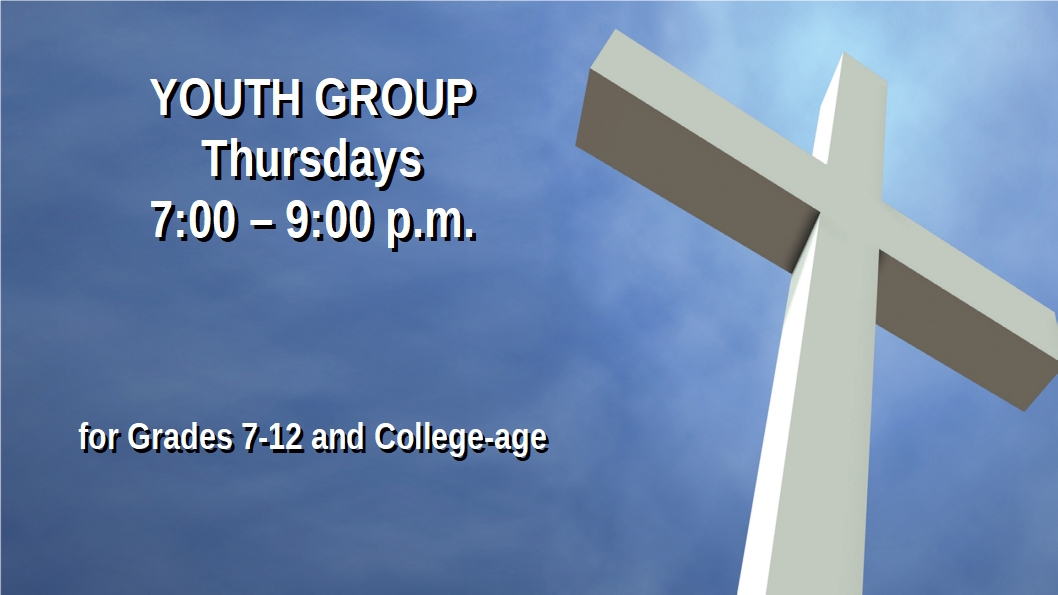 YOUTH GROUP
Thursdays
7:00 – 9:00 p.m.
for Grades 7-12 and College-age